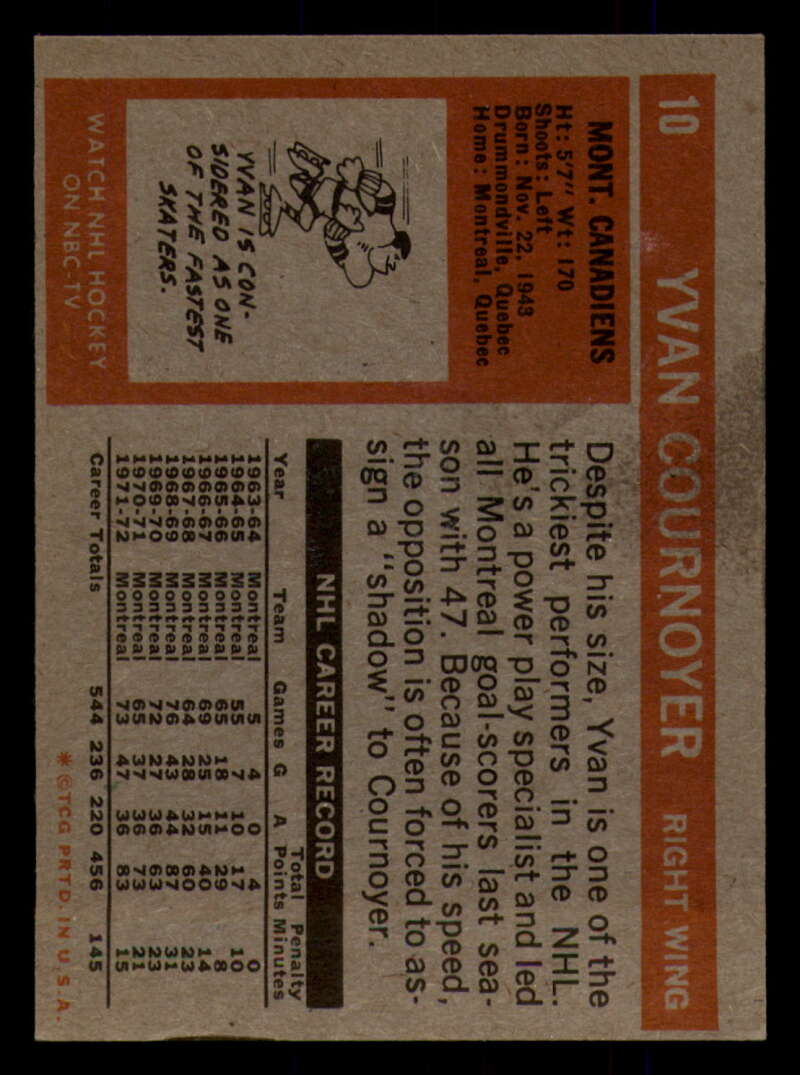 10 YVAN COURNOYER RIGHT WING
MONT. CANADIENS
Ht: 5'7" Wt: 170
Shoots: Left
Born: Nov. 22, 1943
Drummondville, Quebec
Home: Montreal, Quebec
YVAN IS CON-
SIDERED AS ONE
OF THE FASTEST
SKATERS.
WATCH NHL HOCKEY
ON NBC-TV
Despite his size, Yvan is one of the
trickiest performers in the NHL.
He's a power play specialist and led
all Montreal goal-scorers last sea-
son with 47. Because of his speed,
the opposition is often forced to as-
sign a "shadow" to Cournoyer.
NHL CAREER RECORD
Total Penalty
Year Team Games G A Points Minutes
1963-64 Montreal 5 4 0 4 0
1964-65 Montreal 55 7 10 17 10
1965-66 Montreal 65 18 11 29 8
1966-67 Montreal 69 25 15 40 14
1967-68 Montreal 64 28 32 60 23
1968-69 Montreal 76 43 44 87 31
1969-70 Montreal 72 27 36 63 23
1970-71 Montreal 65 37 36 73 21
1971-72 Montreal 73 47 36 83 15
Career Totals 544 236 220 456 145
*©TCG PRTD. IN U.S.A.